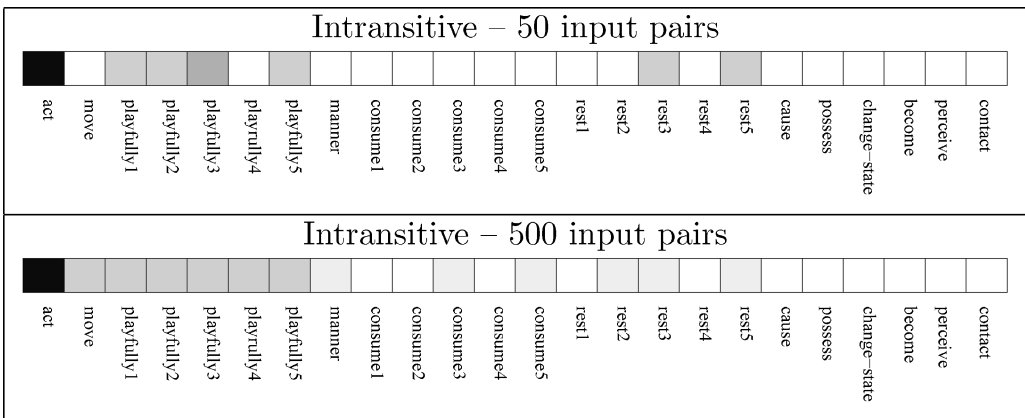 Intransitive – 50 input pairs
act move playfully1 playfully2 playfully3 playrully4 playfully5 manner consume1 consume2 consume3 consume4 consume5 rest1 rest2 rest3 rest4 rest5 cause possess change−state become perceive contact
Intransitive – 500 input pairs
act move playfully1 playfully2 playfully3 playrully4 playfully5 manner consume1 consume2 consume3 consume4 consume5 rest1 rest2 rest3 rest4 rest5 cause possess change−state become perceive contact